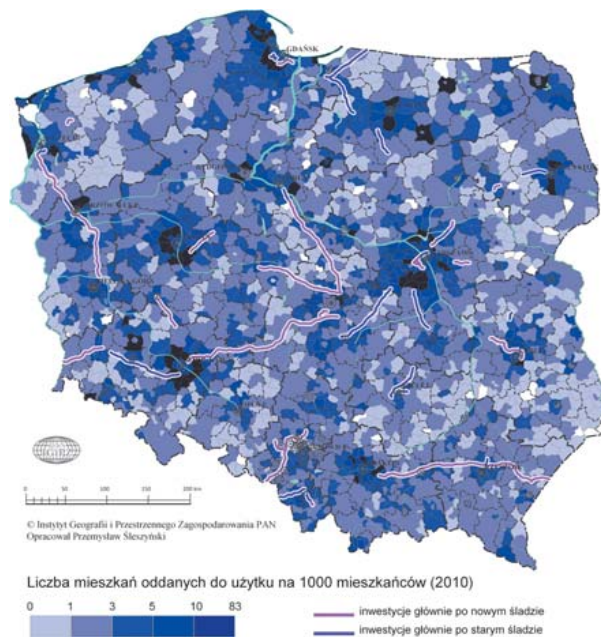 GDAŃSK
0 50 100 150 200 km
© Instytut Geografii i Przestrzennego Zagospodarowania PAN
Opracował Przemysław Śleszyński
Liczba mieszkań oddanych do użytku na 1000 mieszkańców (2010)
0 1 3 5 10 83
inwestycje głównie po nowym śladzie
inwestycje głównie po starym śladzie